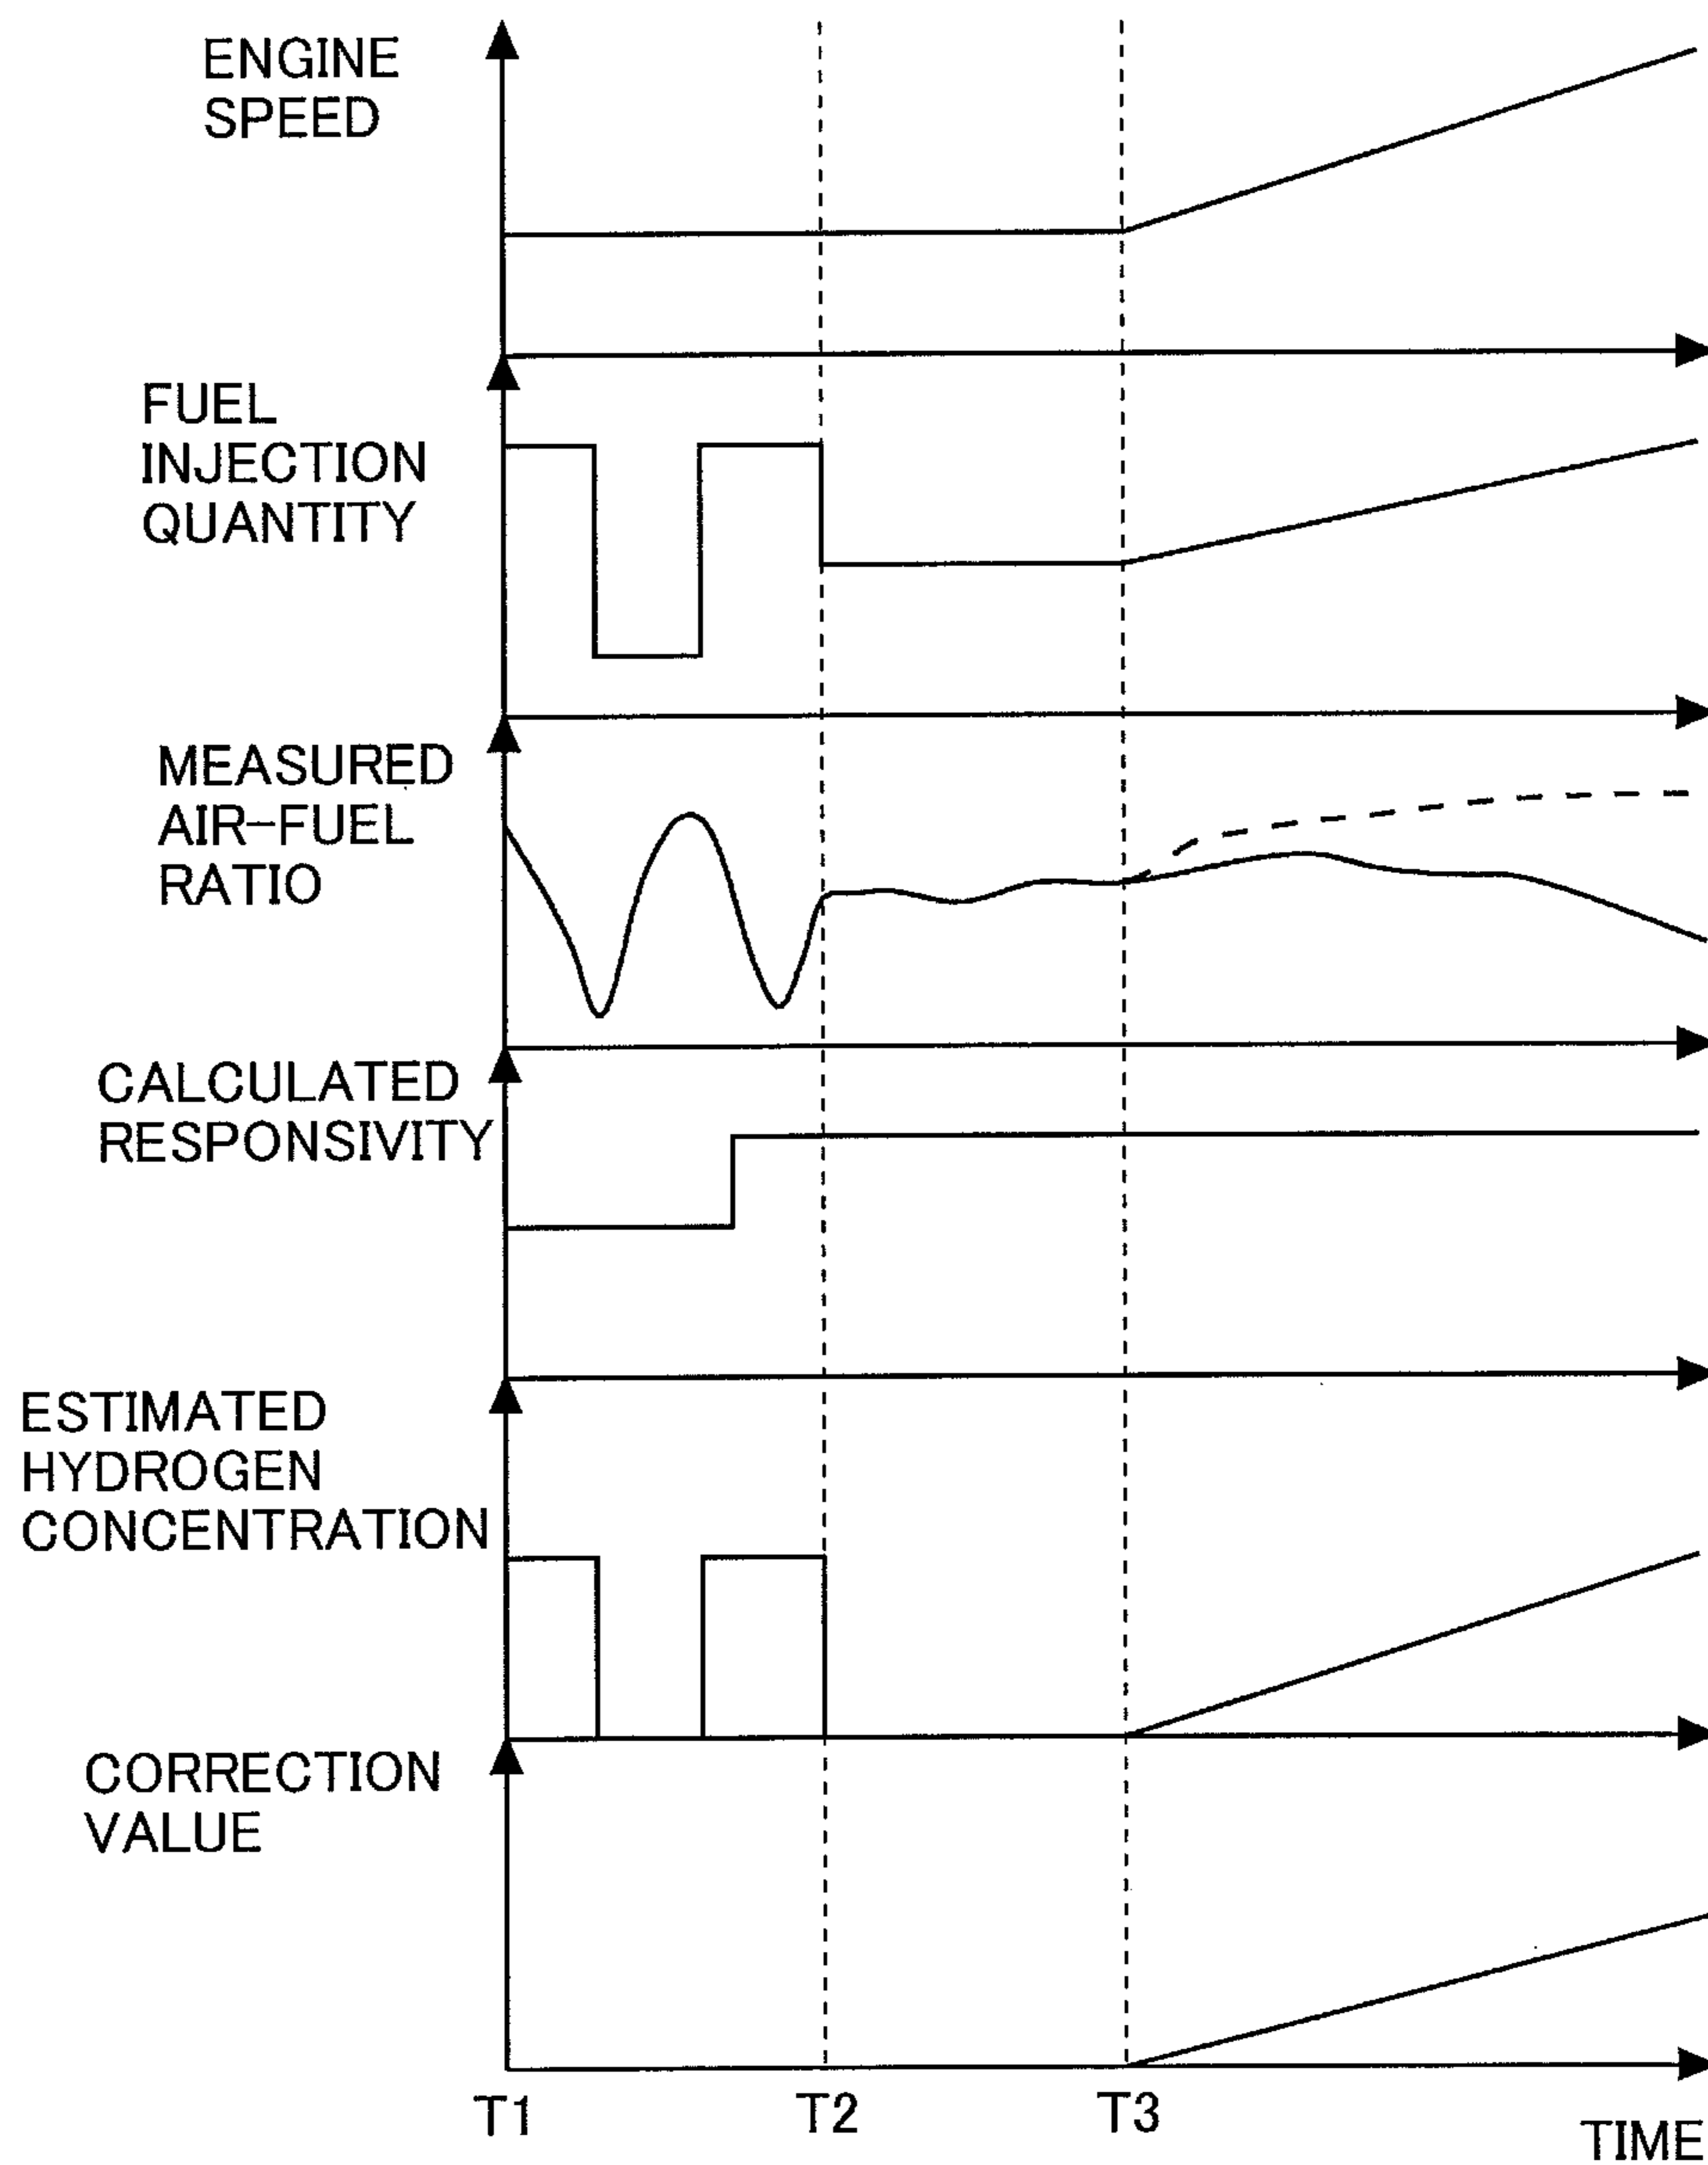 ENGINE
SPEED
FUEL
INJECTION
QUANTITY
MEASURED
AIR-FUEL
RATIO
CALCULATED
RESPONSIVITY
ESTIMATED
HYDROGEN
CONCENTRATION
CORRECTION
VALUE
T1 T2 T3
TIME